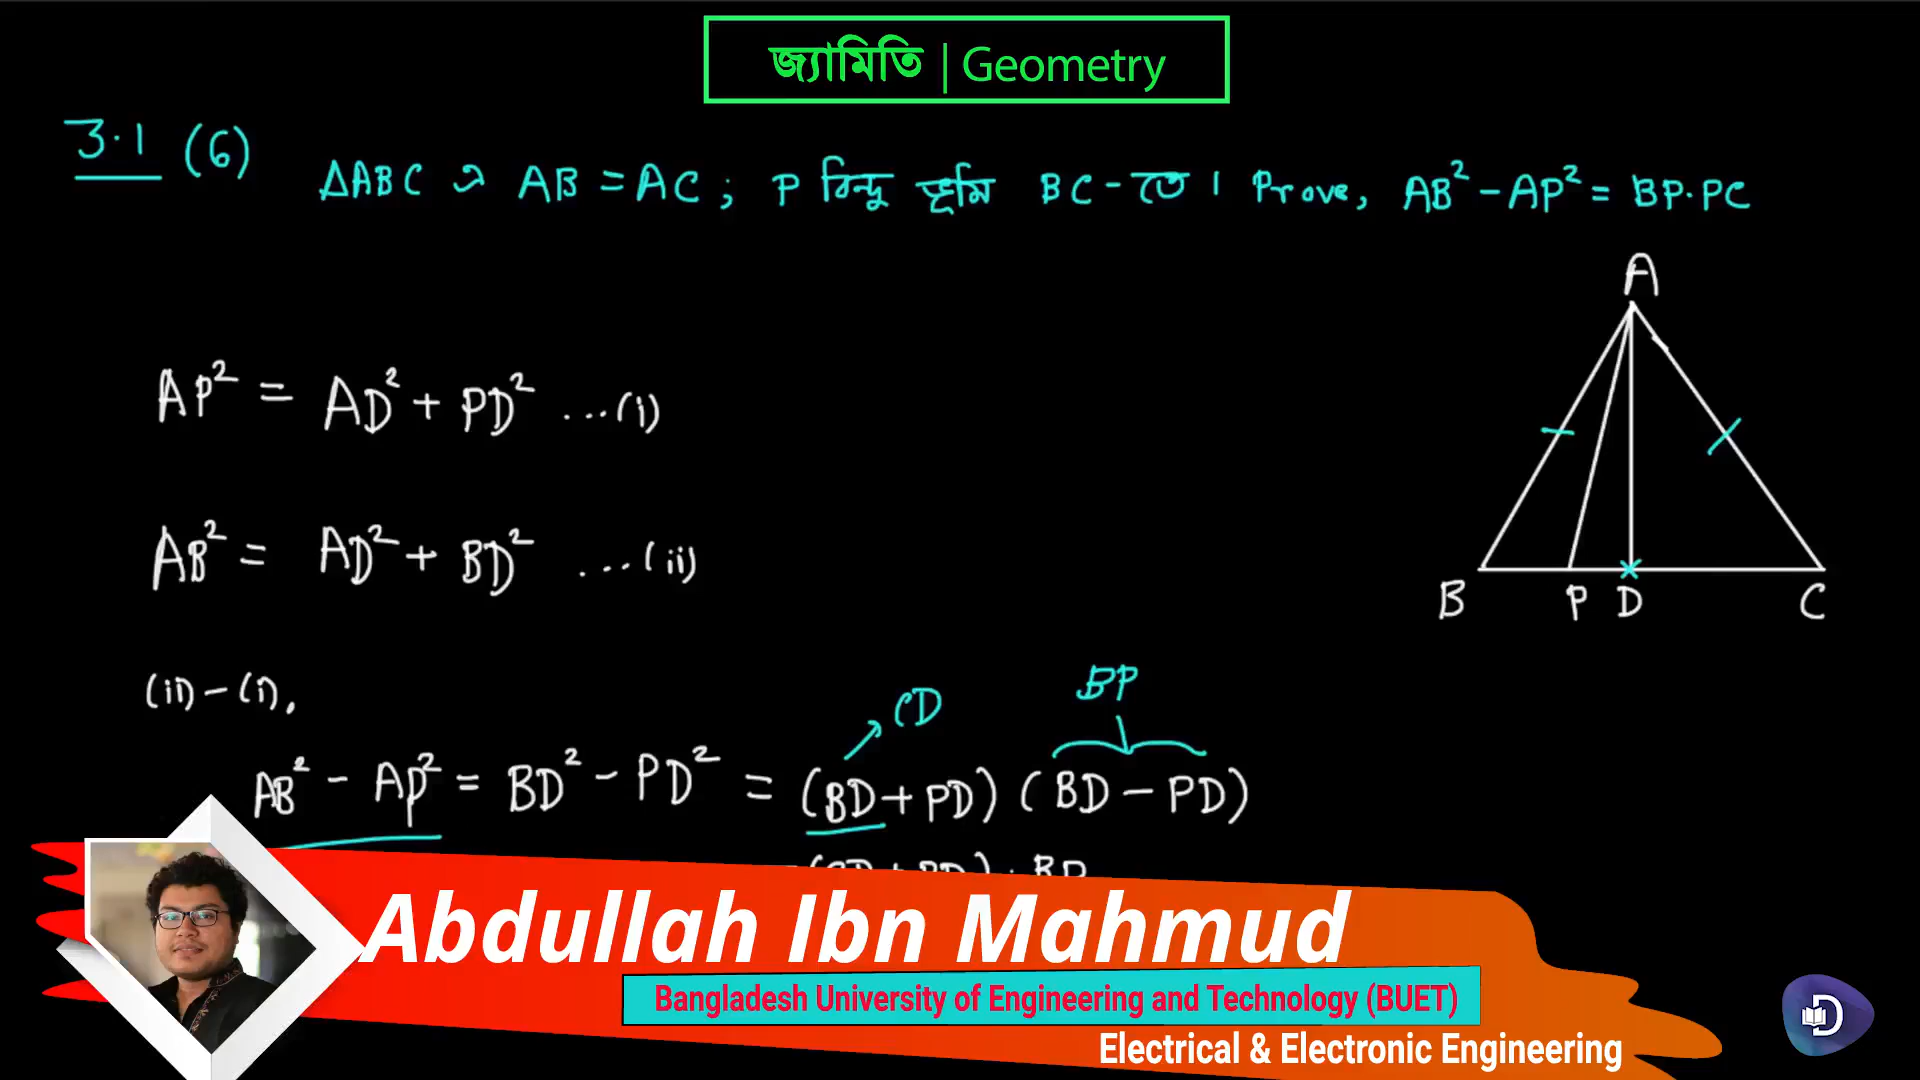 জ্যামিতি | Geometry
3.1 (6)
ΔABC এ AB = AC ; P বিন্দু ভূমি BC-তে। Prove, AB² - AP² = BP.PC
A
AP² = AD² + PD² ...(i)
AB² = AD² + BD² ...(ii)
B P D C
(ii) - (i),
CD BP
AB² - AP² = BD² - PD² = (BD + PD) (BD - PD)
Abdullah Ibn Mahmud
Bangladesh University of Engineering and Technology (BUET)
Electrical & Electronic Engineering
D